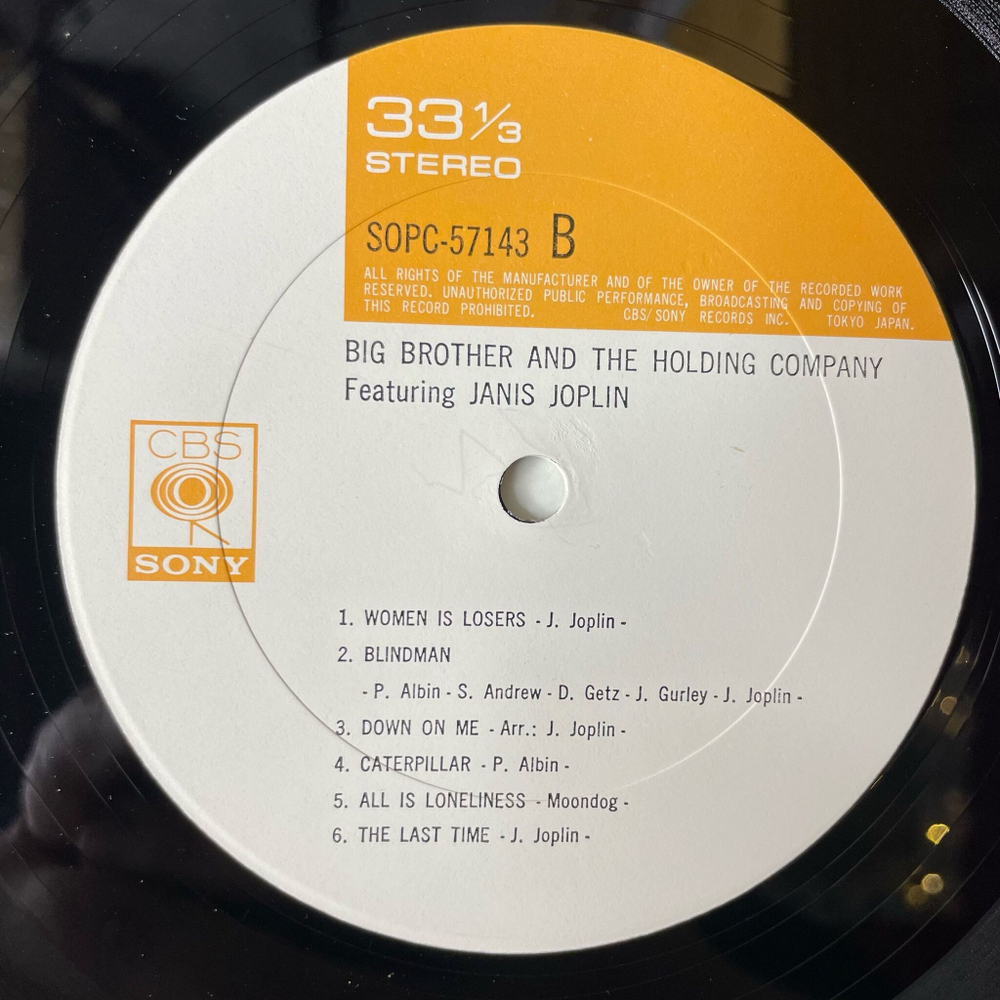 33 1/3
STEREO
SOPC-57143 B
ALL RIGHTS OF THE MANUFACTURER AND OF THE OWNER OF THE RECORDED WORK
RESERVED. UNAUTHORIZED PUBLIC PERFORMANCE, BROADCASTING AND COPYING OF
THIS RECORD PROHIBITED. CBS/SONY RECORDS INC. TOKYO JAPAN.
BIG BROTHER AND THE HOLDING COMPANY
Featuring JANIS JOPLIN
CBS
SONY
1. WOMEN IS LOSERS - J. Joplin -
2. BLINDMAN
- P. Albin - S. Andrew - D. Getz - J. Gurley - J. Joplin -
3. DOWN ON ME - Arr.: J. Joplin -
4. CATERPILLAR - P. Albin -
5. ALL IS LONELINESS - Moondog -
6. THE LAST TIME - J. Joplin -